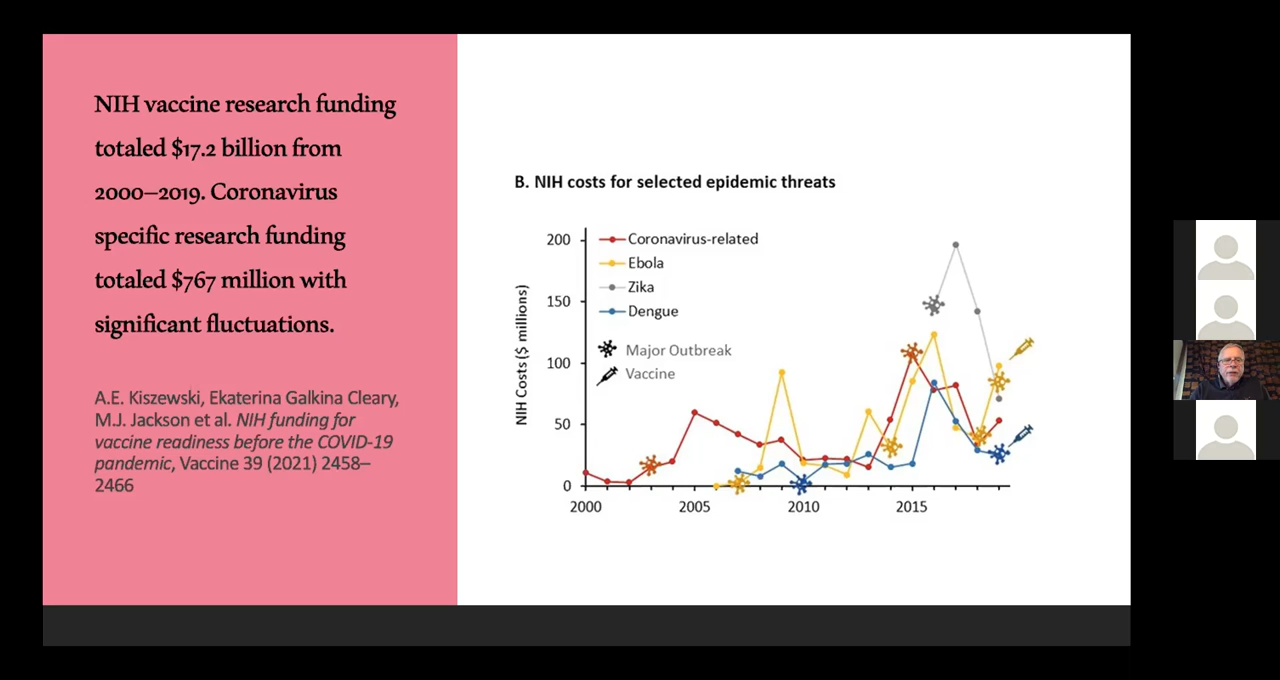 NIH vaccine research funding
totaled $17.2 billion from
2000–2019. Coronavirus
specific research funding
totaled $767 million with
significant fluctuations.
A.E. Kiszewski, Ekaterina Galkina Cleary,
M.J. Jackson et al. NIH funding for
vaccine readiness before the COVID-19
pandemic, Vaccine 39 (2021) 2458–
2466
B. NIH costs for selected epidemic threats
NIH Costs ($ millions)
200
150
100
50
0
Coronavirus-related
Ebola
Zika
Dengue
Major Outbreak
Vaccine
2000
2005
2010
2015